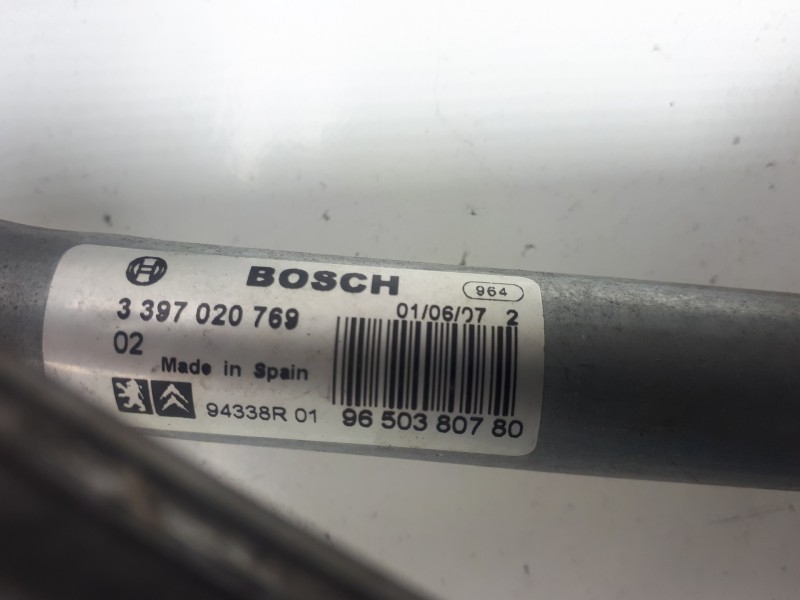 BOSCH 964
3 397 020 769 01/06/07 2
02
Made in Spain
94338R 01 96 503 807 80